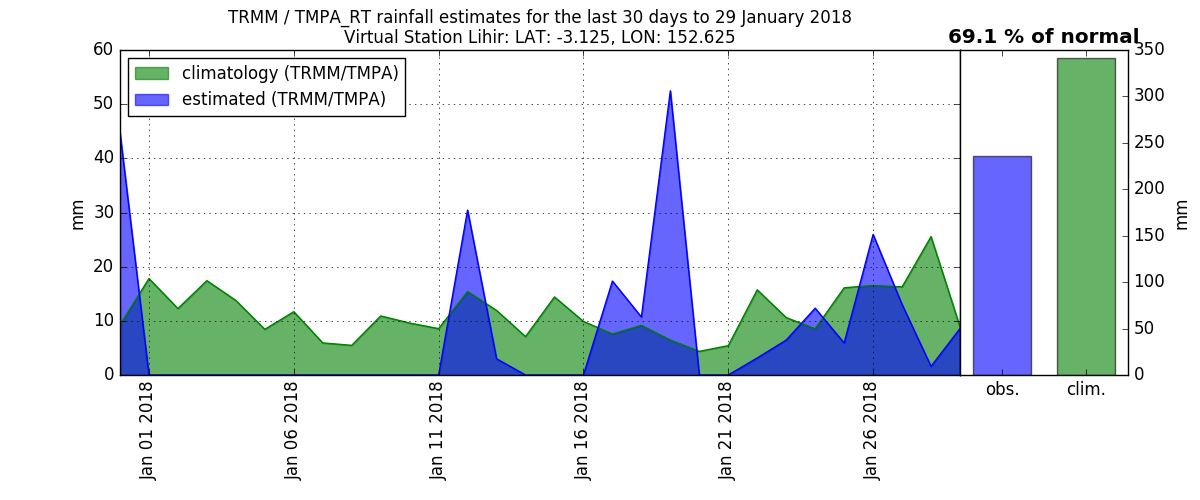 TRMM / TMPA_RT rainfall estimates for the last 30 days to 29 January 2018
Virtual Station Lihir: LAT: -3.125, LON: 152.625
69.1 % of normal
climatology (TRMM/TMPA)
estimated (TRMM/TMPA)
60
50
40
30
20
10
0
mm
Jan 01 2018
Jan 06 2018
Jan 11 2018
Jan 16 2018
Jan 21 2018
Jan 26 2018
350
300
250
200
150
100
50
0
mm
obs.
clim.